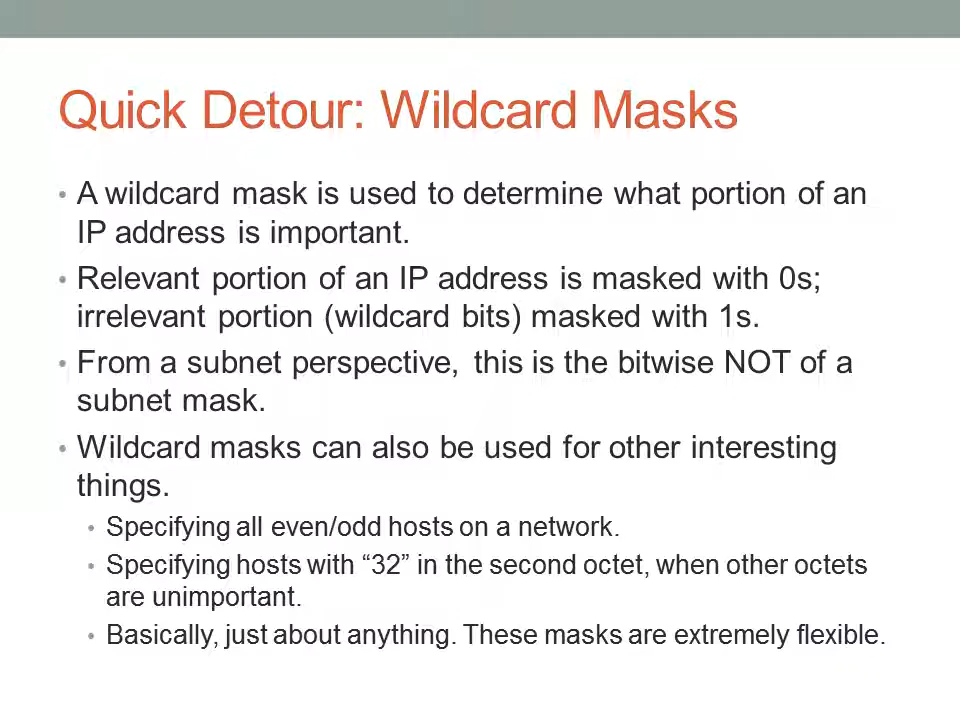 Quick Detour: Wildcard Masks
• A wildcard mask is used to determine what portion of an
IP address is important.
• Relevant portion of an IP address is masked with 0s;
irrelevant portion (wildcard bits) masked with 1s.
• From a subnet perspective, this is the bitwise NOT of a
subnet mask.
• Wildcard masks can also be used for other interesting
things.
• Specifying all even/odd hosts on a network.
• Specifying hosts with “32” in the second octet, when other octets
are unimportant.
• Basically, just about anything. These masks are extremely flexible.